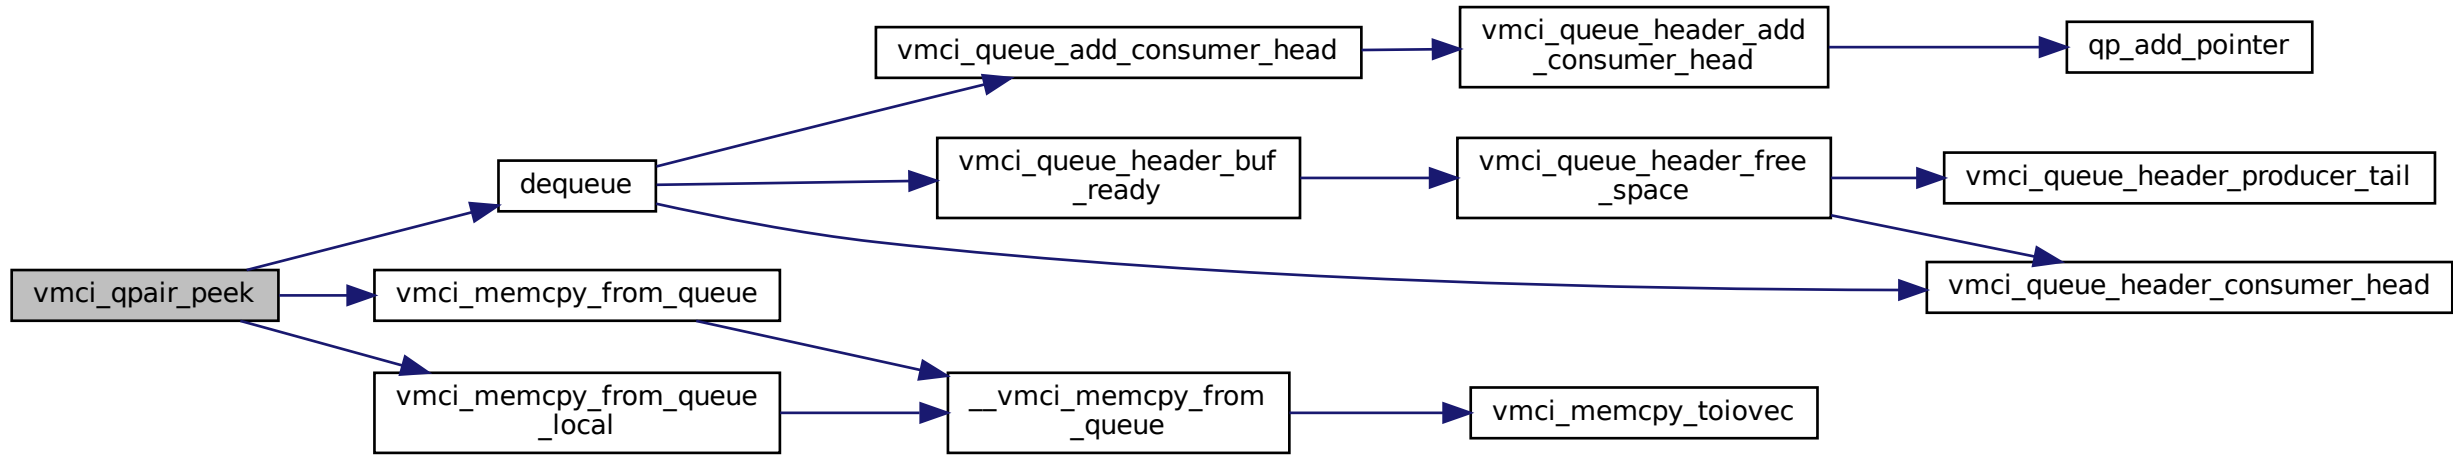 vmci_queue_add_consumer_head
vmci_queue_header_add
_consumer_head
qp_add_pointer
dequeue
vmci_queue_header_buf
_ready
vmci_queue_header_free
_space
vmci_queue_header_producer_tail
vmci_queue_header_consumer_head
vmci_qpair_peek
vmci_memcpy_from_queue
vmci_memcpy_from_queue
_local
__vmci_memcpy_from
_queue
vmci_memcpy_toiovec